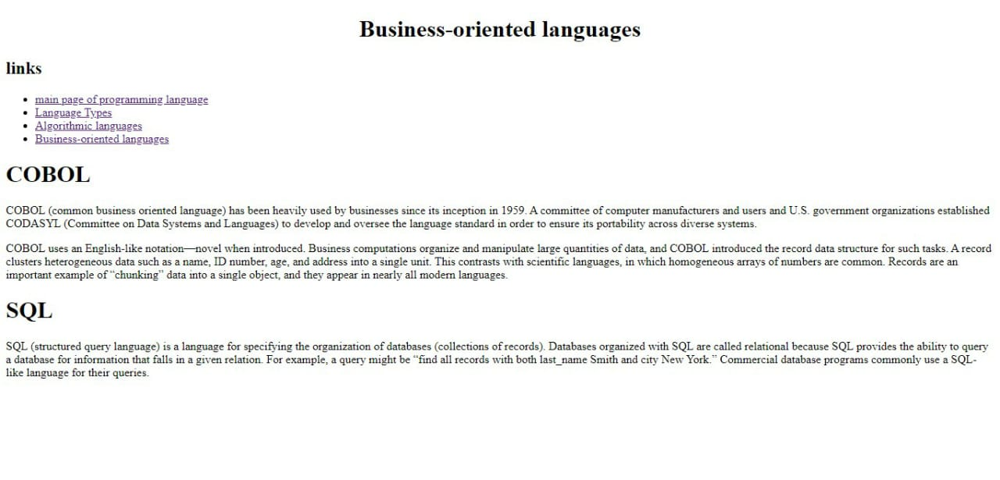 Business-oriented languages
links
main page of programming language
Language Types
Algorithmic languages
Business-oriented languages
COBOL
COBOL (common business oriented language) has been heavily used by businesses since its inception in 1959. A committee of computer manufacturers and users and U.S. government organizations established
CODASYL (Committee on Data Systems and Languages) to develop and oversee the language standard in order to ensure its portability across diverse systems.
COBOL uses an English-like notation—novel when introduced. Business computations organize and manipulate large quantities of data, and COBOL introduced the record data structure for such tasks. A record
clusters heterogeneous data such as a name, ID number, age, and address into a single unit. This contrasts with scientific languages, in which homogeneous arrays of numbers are common. Records are an
important example of “chunking” data into a single object, and they appear in nearly all modern languages.
SQL
SQL (structured query language) is a language for specifying the organization of databases (collections of records). Databases organized with SQL are called relational because SQL provides the ability to query
a database for information that falls in a given relation. For example, a query might be “find all records with both last_name Smith and city New York.” Commercial database programs commonly use a SQL-
like language for their queries.